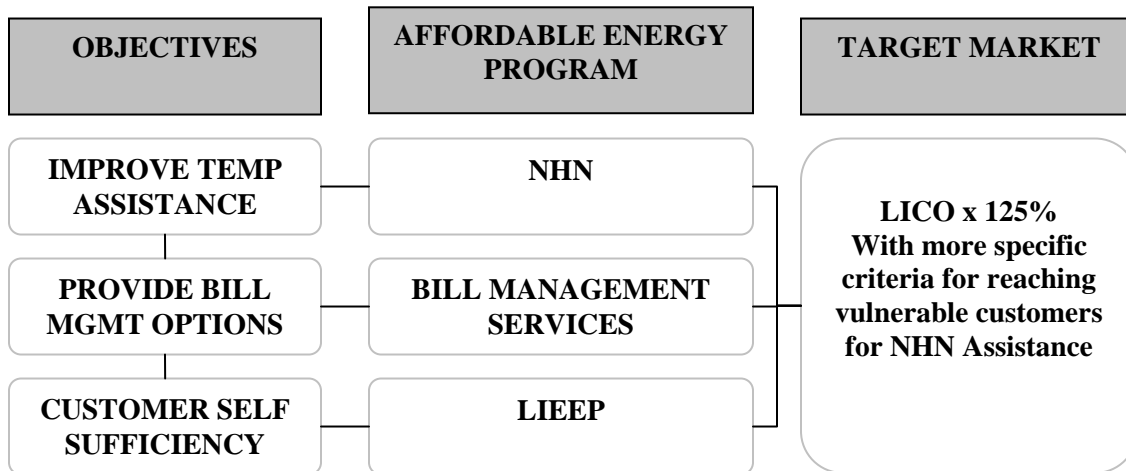 OBJECTIVES
AFFORDABLE ENERGY
PROGRAM
TARGET MARKET
IMPROVE TEMP
ASSISTANCE
NHN
PROVIDE BILL
MGMT OPTIONS
BILL MANAGEMENT
SERVICES
CUSTOMER SELF
SUFFICIENCY
LIEEP
LICO x 125%
With more specific
criteria for reaching
vulnerable customers
for NHN Assistance